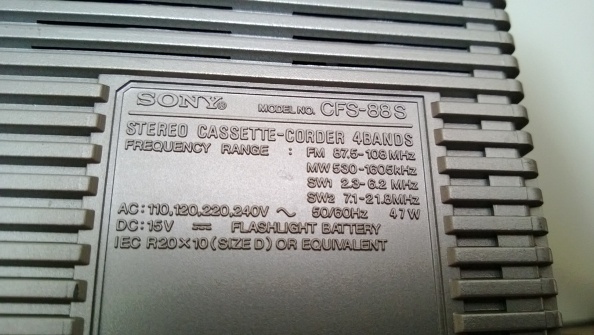 SONY® MODEL NO. CFS-88S
STEREO CASSETTE-CORDER 4BANDS
FREQUENCY RANGE : FM 87.5-108MHz
MW 530-1605kHz
SW1 2.3-6.2 MHz
SW2 7.1-21.8MHz
AC: 110,120,220,240V ~ 50/60Hz 47W
DC: 15V ⎓ FLASHLIGHT BATTERY
IEC R20×10 (SIZE D) OR EQUIVALENT